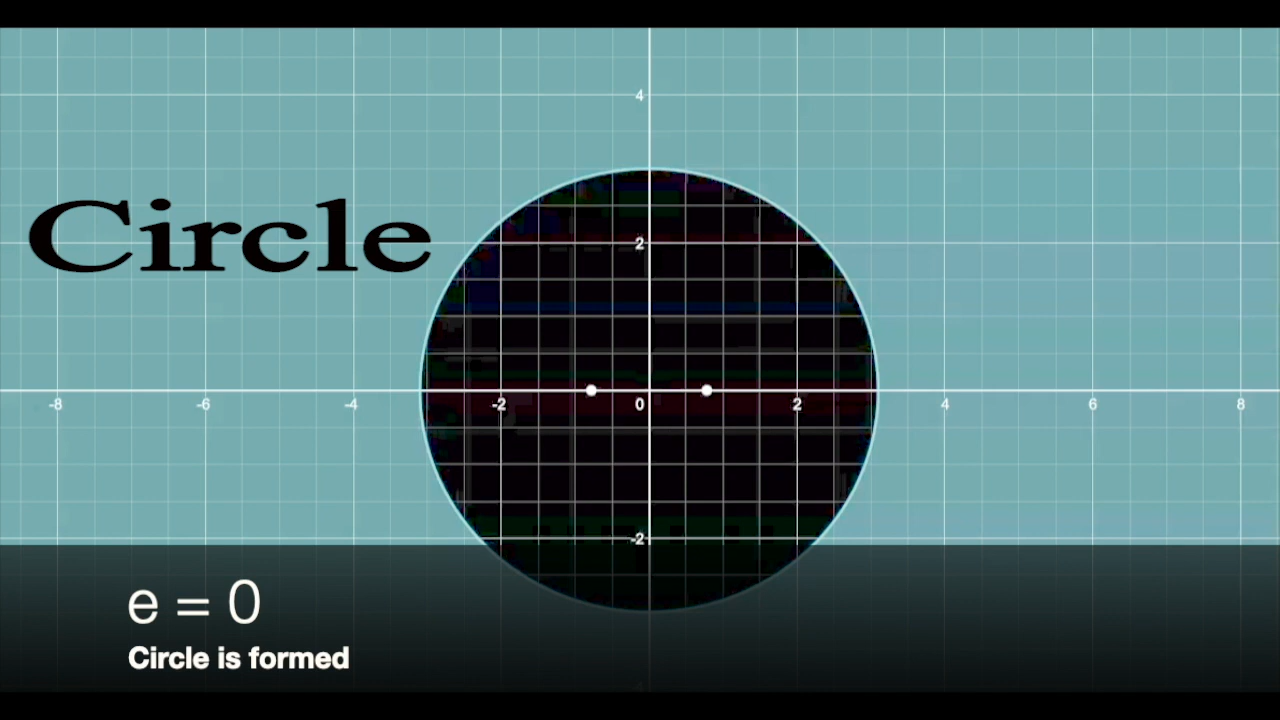 4
Circle
2
-8 -6 -4 -2 0 2 4 6 8
-2
e = 0
Circle is formed